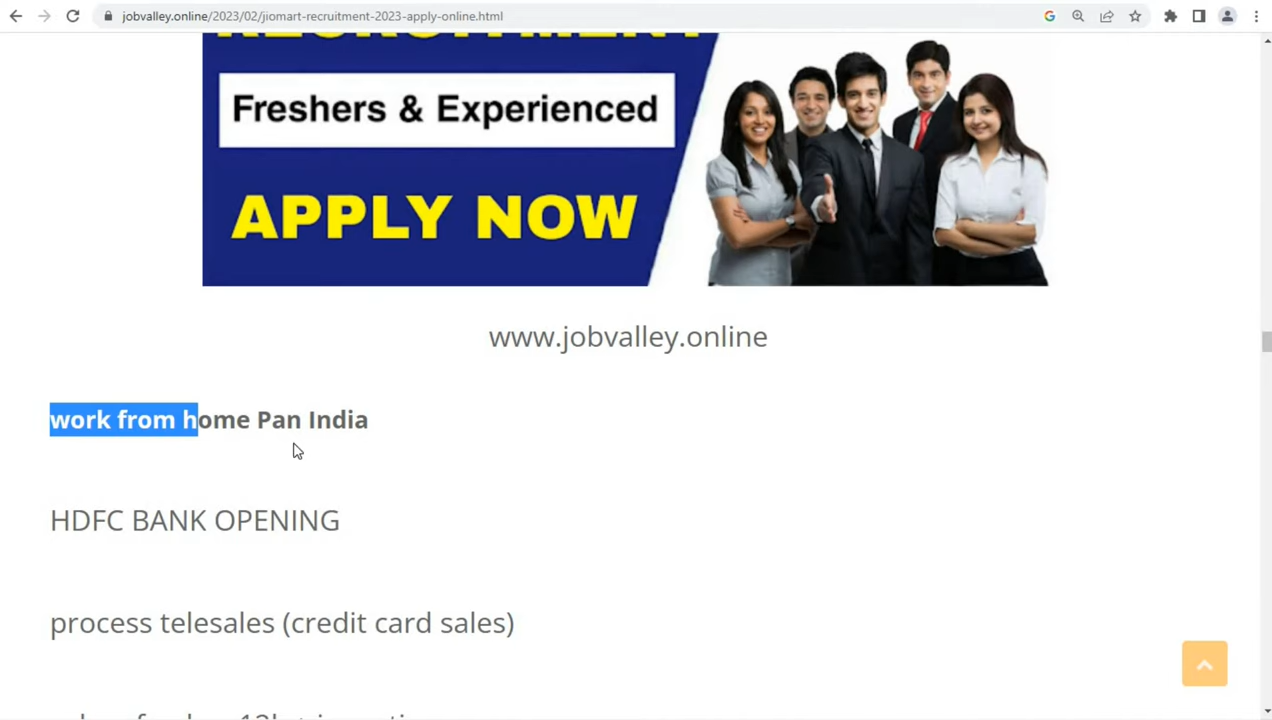 jobvalley.online/2023/02/jiomart-recruitment-2023-apply-online.html
RECRUITMENT
Freshers & Experienced
APPLY NOW
www.jobvalley.online
work from home Pan India
HDFC BANK OPENING
process telesales (credit card sales)